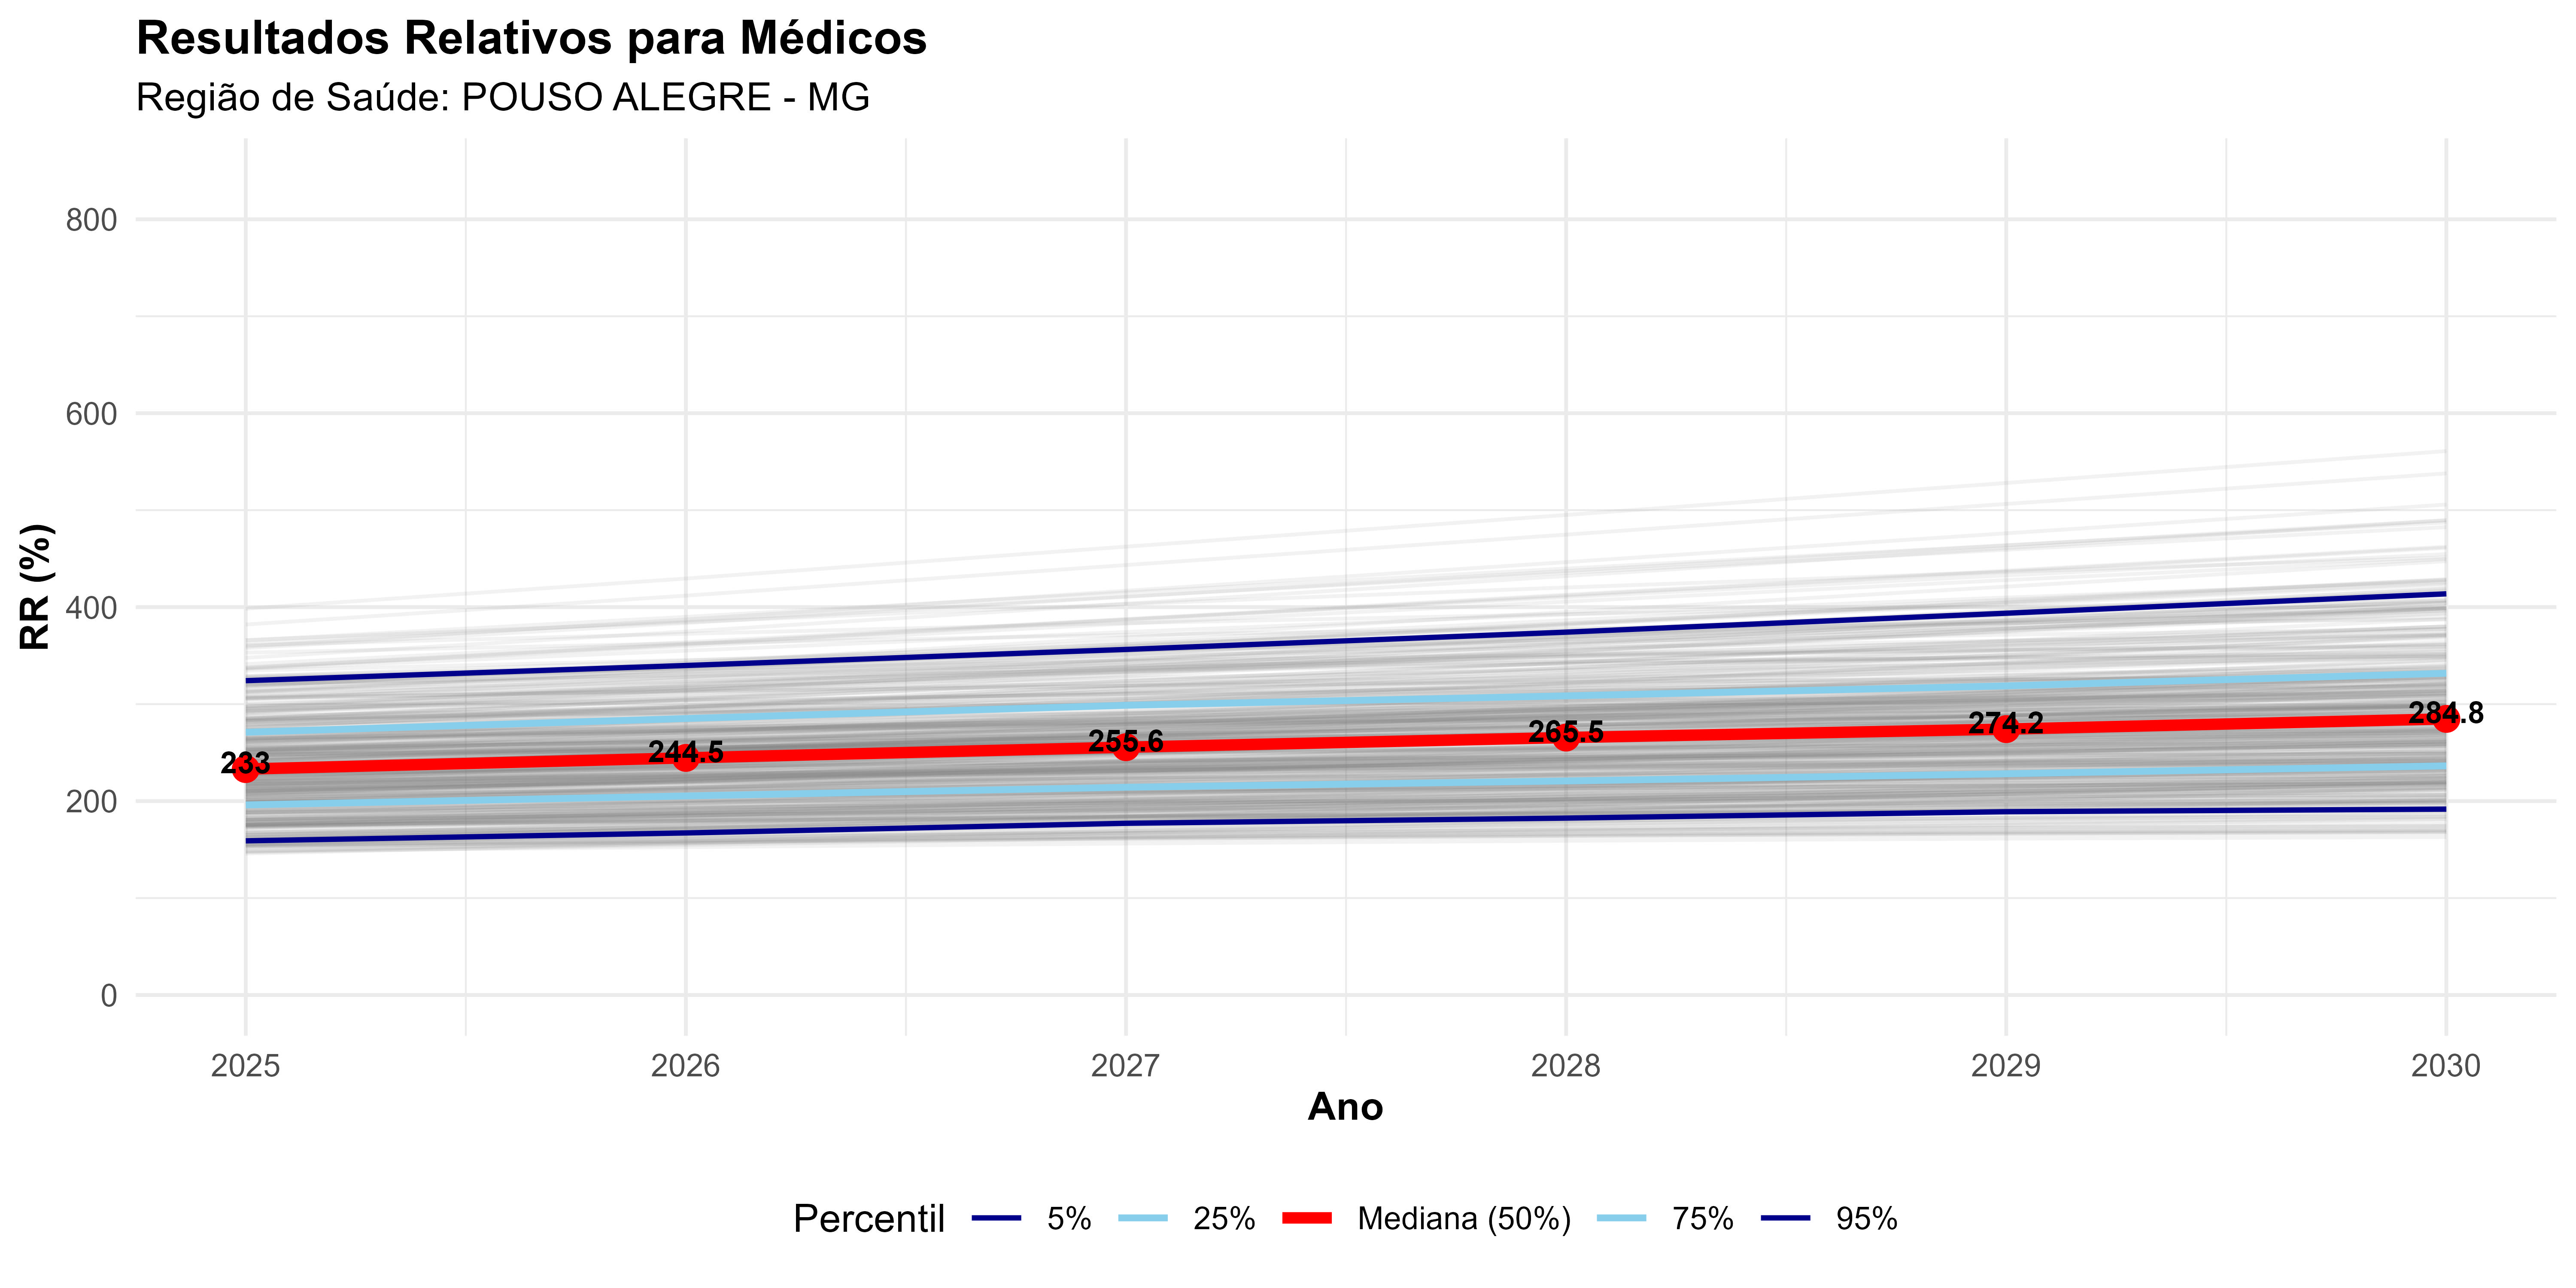 Resultados Relativos para Médicos
Região de Saúde: POUSO ALEGRE - MG
RR (%)
800
600
400
200
0
233
244.5
255.6
265.5
274.2
284.8
2025 2026 2027 2028 2029 2030
Ano
Percentil 5% 25% Mediana (50%) 75% 95%